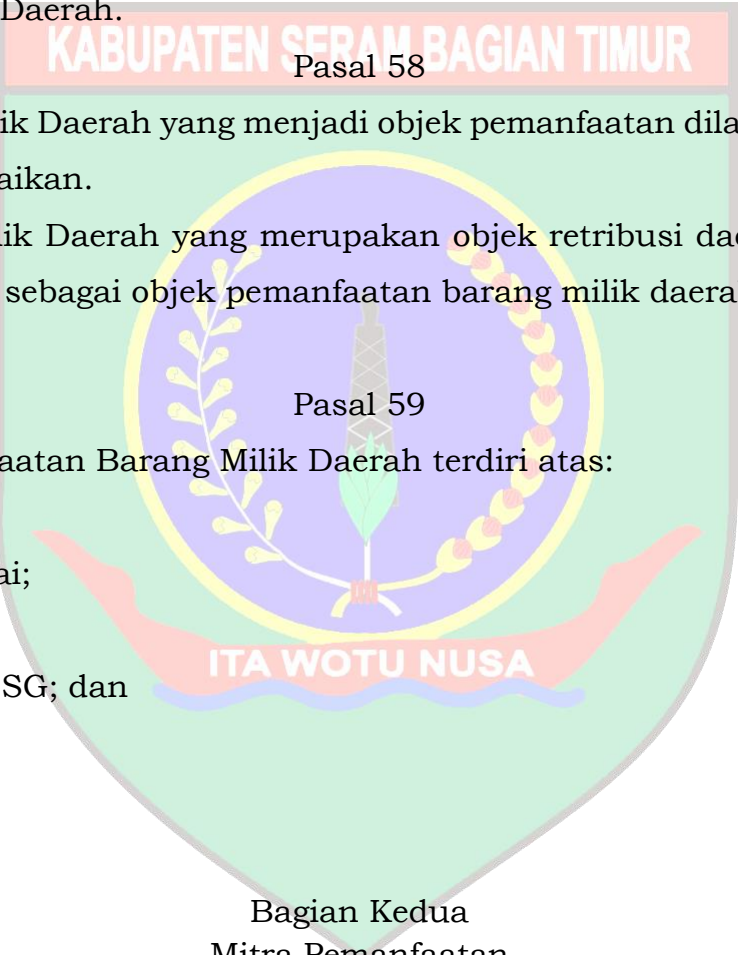 Daerah.
KABUPATEN SERAM BAGIAN TIMUR
Pasal 58
ik Daerah yang menjadi objek pemanfaatan dila
aikan.
ik Daerah yang merupakan objek retribusi dae
sebagai objek pemanfaatan barang milik daera
Pasal 59
aatan Barang Milik Daerah terdiri atas:
ai;
ITA WOTU NUSA
SG; dan
Bagian Kedua
Mitra Pemanfaatan